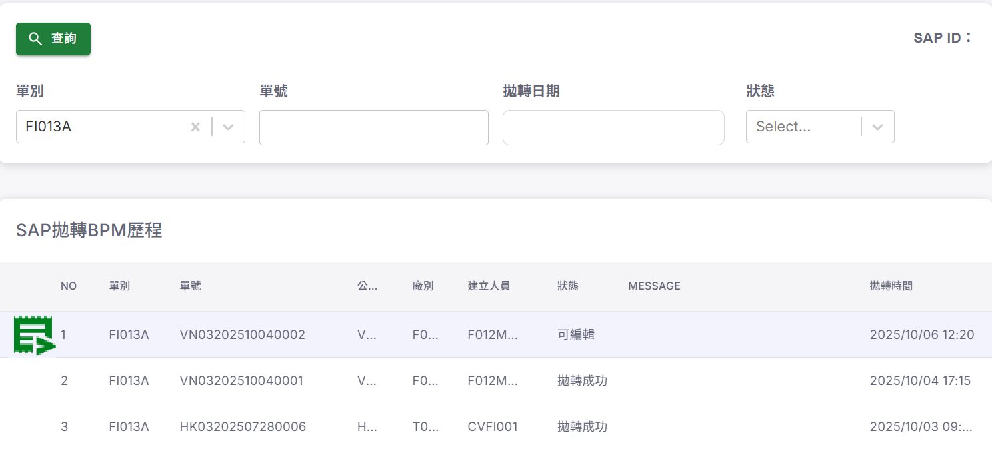 查詢
SAP ID：
單別 單號 拋轉日期 狀態
FI013A Select...
SAP拋轉BPM歷程
NO 單別 單號 公... 廠別 建立人員 狀態 MESSAGE 拋轉時間
1 FI013A VN03202510040002 V... F0... F012M... 可編輯 2025/10/06 12:20
2 FI013A VN03202510040001 V... F0... F012M... 拋轉成功 2025/10/04 17:15
3 FI013A HK03202507280006 H... T0... CVFI001 拋轉成功 2025/10/03 09:...